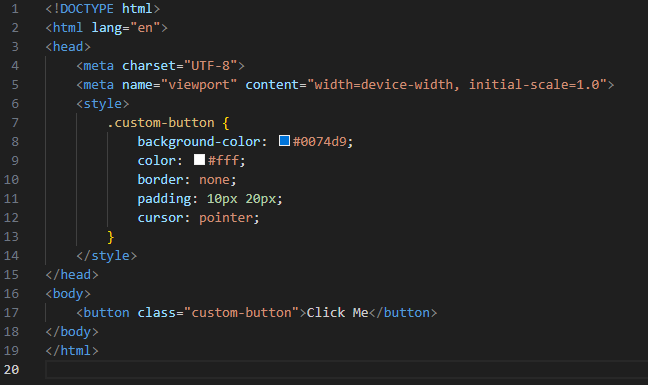 1 <!DOCTYPE html>
2 <html lang="en">
3 <head>
4     <meta charset="UTF-8">
5     <meta name="viewport" content="width=device-width, initial-scale=1.0">
6     <style>
7         .custom-button {
8             background-color: #0074d9;
9             color: #fff;
10             border: none;
11             padding: 10px 20px;
12             cursor: pointer;
13         }
14     </style>
15 </head>
16 <body>
17     <button class="custom-button">Click Me</button>
18 </body>
19 </html>
20